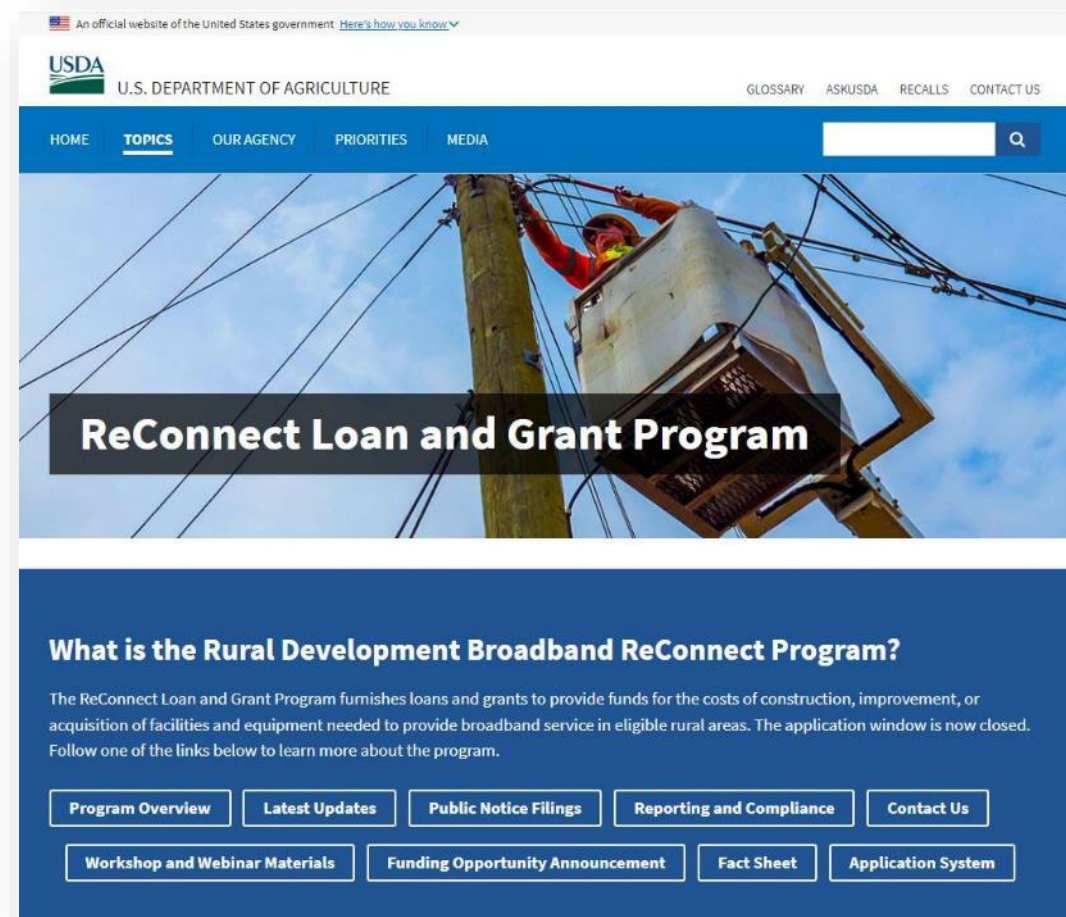 An official website of the United States government Here's how you know
USDA
U.S. DEPARTMENT OF AGRICULTURE
GLOSSARY ASKUSDA RECALLS CONTACT US
HOME TOPICS OUR AGENCY PRIORITIES MEDIA
ReConnect Loan and Grant Program
What is the Rural Development Broadband ReConnect Program?
The ReConnect Loan and Grant Program furnishes loans and grants to provide funds for the costs of construction, improvement, or
acquisition of facilities and equipment needed to provide broadband service in eligible rural areas. The application window is now closed.
Follow one of the links below to learn more about the program.
Program Overview Latest Updates Public Notice Filings Reporting and Compliance Contact Us
Workshop and Webinar Materials Funding Opportunity Announcement Fact Sheet Application System